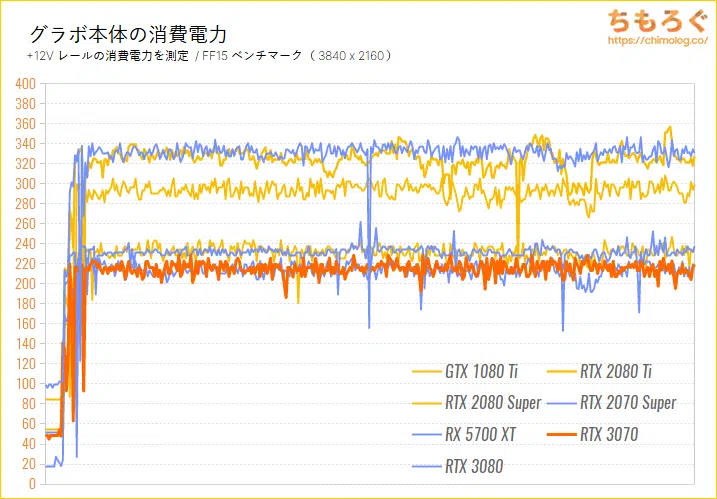 グラボ本体の消費電力
+12V レールの消費電力を測定 / FF15 ベンチマーク ( 3840 x 2160 )
ちもろぐ
https://chimolog.co/
400
380
360
340
320
300
280
260
240
220
200
180
160
140
120
100
80
60
40
20
0
GTX 1080 Ti
RTX 2080 Ti
RTX 2080 Super
RTX 2070 Super
RX 5700 XT
RTX 3070
RTX 3080